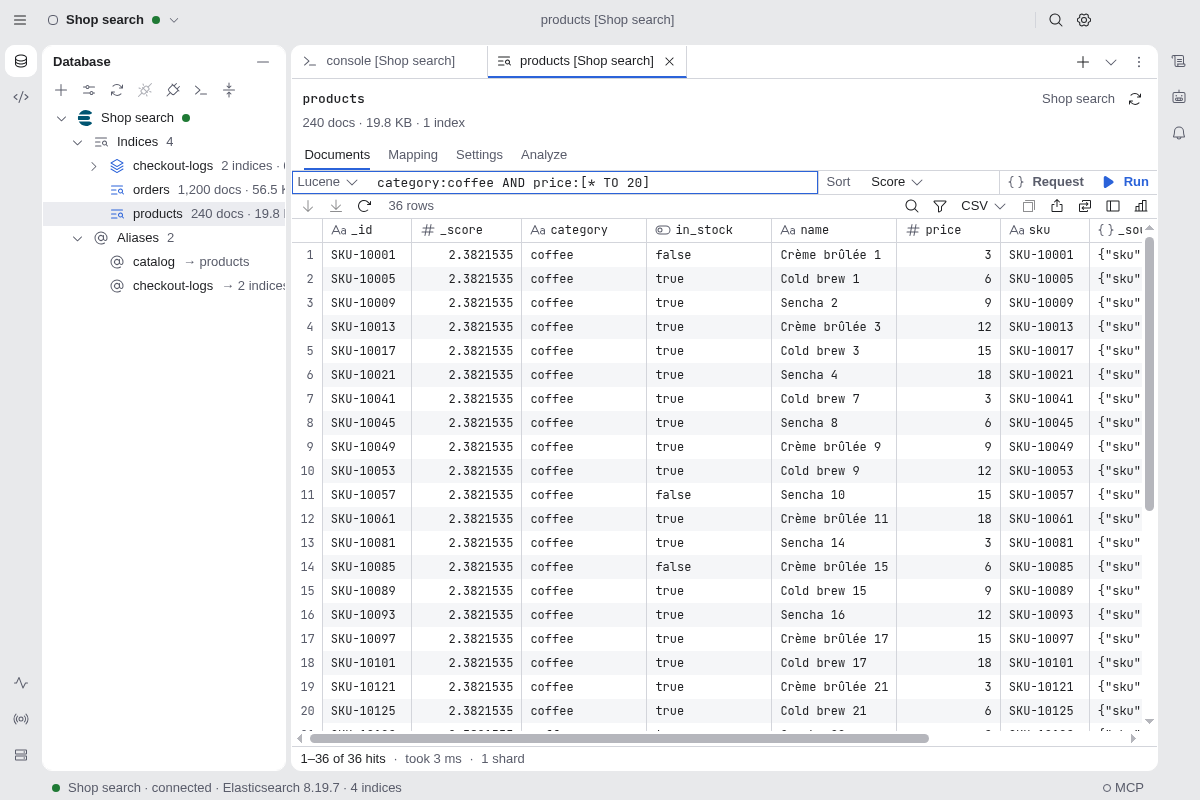 Shop search
products [Shop search]
Database
Shop search
Indices 4
checkout-logs 2 indices ·
orders 1,200 docs · 56.5
products 240 docs · 19.8
Aliases 2
catalog → products
checkout-logs → 2 indices
console [Shop search]
products [Shop search]
products
Shop search
240 docs · 19.8 KB · 1 index
Documents Mapping Settings Analyze
Lucene category:coffee AND price:[* TO 20] Sort Score { } Request Run
36 rows CSV
Aa _id # _score Aa category in_stock Aa name # price Aa sku { } _sou
1 SKU-10001 2.3821535 coffee false Crème brûlée 1 3 SKU-10001 {"sku"
2 SKU-10005 2.3821535 coffee true Cold brew 1 6 SKU-10005 {"sku"
3 SKU-10009 2.3821535 coffee true Sencha 2 9 SKU-10009 {"sku"
4 SKU-10013 2.3821535 coffee true Crème brûlée 3 12 SKU-10013 {"sku"
5 SKU-10017 2.3821535 coffee true Cold brew 3 15 SKU-10017 {"sku"
6 SKU-10021 2.3821535 coffee true Sencha 4 18 SKU-10021 {"sku"
7 SKU-10041 2.3821535 coffee true Cold brew 7 3 SKU-10041 {"sku"
8 SKU-10045 2.3821535 coffee true Sencha 8 6 SKU-10045 {"sku"
9 SKU-10049 2.3821535 coffee true Crème brûlée 9 9 SKU-10049 {"sku"
10 SKU-10053 2.3821535 coffee true Cold brew 9 12 SKU-10053 {"sku"
11 SKU-10057 2.3821535 coffee false Sencha 10 15 SKU-10057 {"sku"
12 SKU-10061 2.3821535 coffee true Crème brûlée 11 18 SKU-10061 {"sku"
13 SKU-10081 2.3821535 coffee true Sencha 14 3 SKU-10081 {"sku"
14 SKU-10085 2.3821535 coffee false Crème brûlée 15 6 SKU-10085 {"sku"
15 SKU-10089 2.3821535 coffee true Cold brew 15 9 SKU-10089 {"sku"
16 SKU-10093 2.3821535 coffee true Sencha 16 12 SKU-10093 {"sku"
17 SKU-10097 2.3821535 coffee true Crème brûlée 17 15 SKU-10097 {"sku"
18 SKU-10101 2.3821535 coffee true Cold brew 17 18 SKU-10101 {"sku"
19 SKU-10121 2.3821535 coffee true Crème brûlée 21 3 SKU-10121 {"sku"
20 SKU-10125 2.3821535 coffee true Cold brew 21 6 SKU-10125 {"sku"
1–36 of 36 hits · took 3 ms · 1 shard
Shop search · connected · Elasticsearch 8.19.7 · 4 indices
MCP